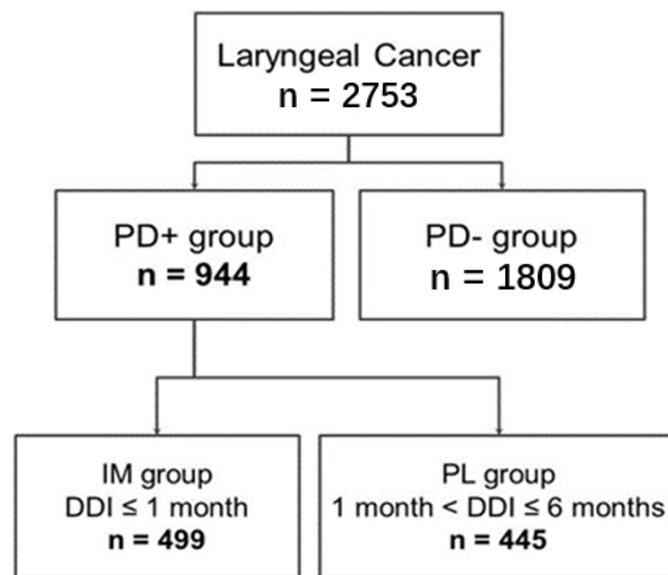 Laryngeal Cancer
n = 2753
PD+ group
n = 944
PD- group
n = 1809
IM group
DDI ≤ 1 month
n = 499
PL group
1 month < DDI ≤ 6 months
n = 445